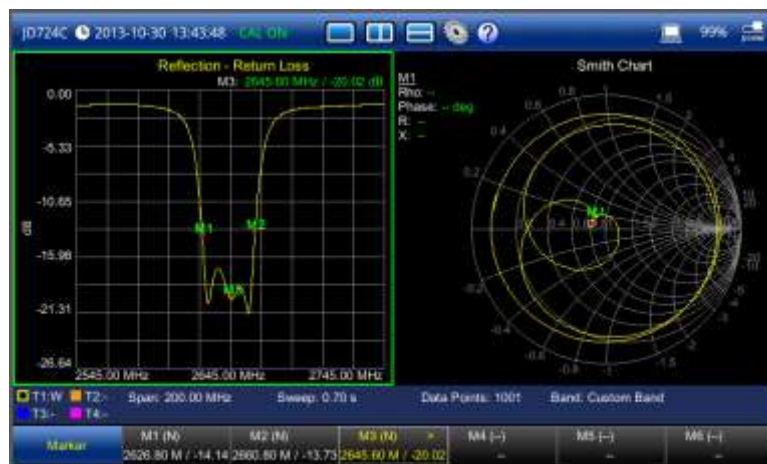 JD724C 2013-10-30 13:43:48 CAL ON 99%
Reflection - Return Loss
M3: 2645.60 MHz / -20.02 dB
0.00
-5.33
-10.65
-15.98
-21.31
-26.64
dB
M1
M2
M3
2545.00 MHz 2645.00 MHz 2745.00 MHz
Smith Chart
M1
Rho: --
Phase: -- deg
R: --
X: --
T1:W T2:-
T3:- T4:-
Span: 200.00 MHz Sweep: 0.70 s Data Points: 1001 Band: Custom Band
Marker
M1 (N) M2 (N) M3 (N) > M4 (--) M5 (--) M6 (--)
2626.80 M / -14.14 2660.80 M / -13.73 2645.60 M / -20.02 -- -- --